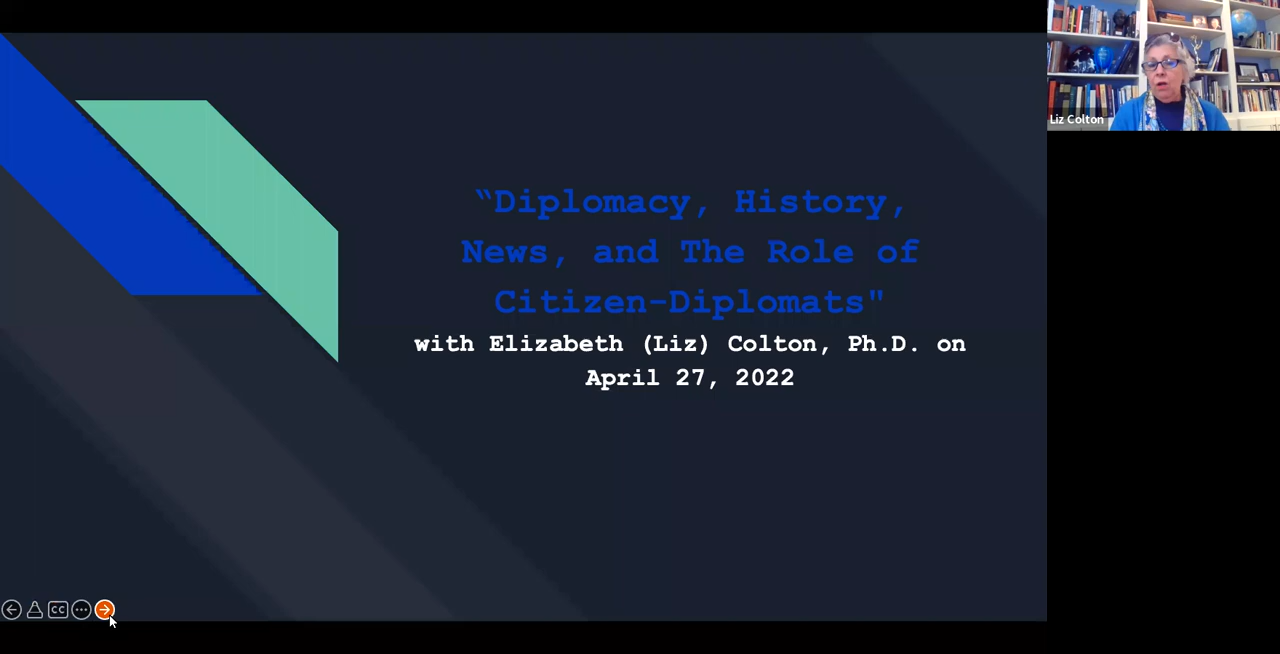 “Diplomacy, History,
News, and The Role of
Citizen-Diplomats"
with Elizabeth (Liz) Colton, Ph.D. on
April 27, 2022
Liz Colton
CC